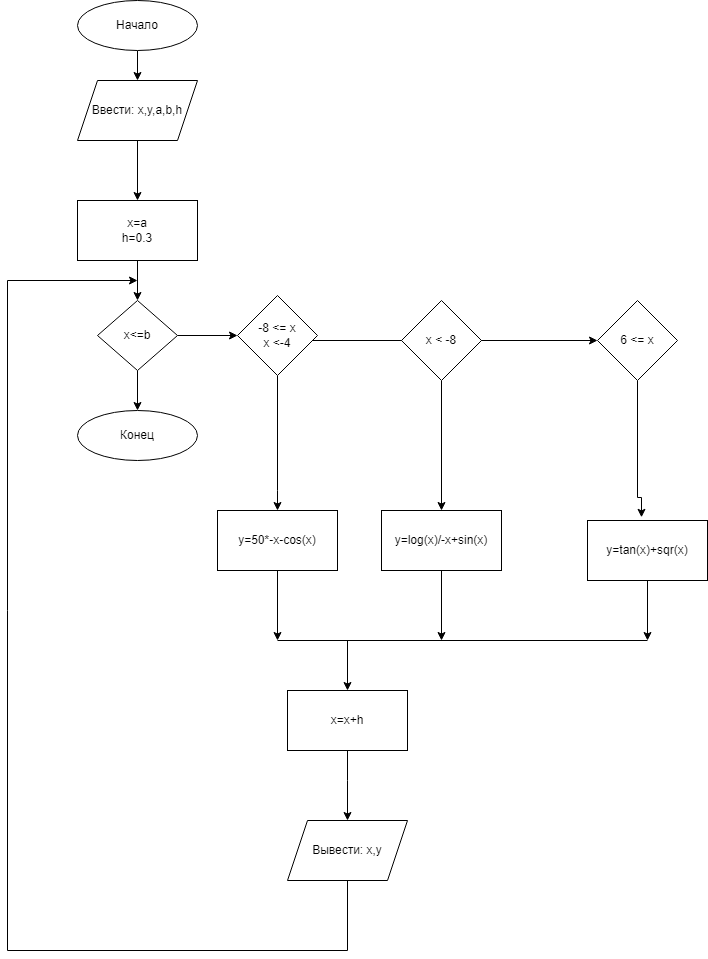 Начало
Ввести: x,y,a,b,h
x=a
h=0.3
x<=b
-8 <= x
x <-4
x < -8
6 <= x
Конец
y=50*-x-cos(x)
y=log(x)/-x+sin(x)
y=tan(x)+sqr(x)
x=x+h
Вывести: x,y